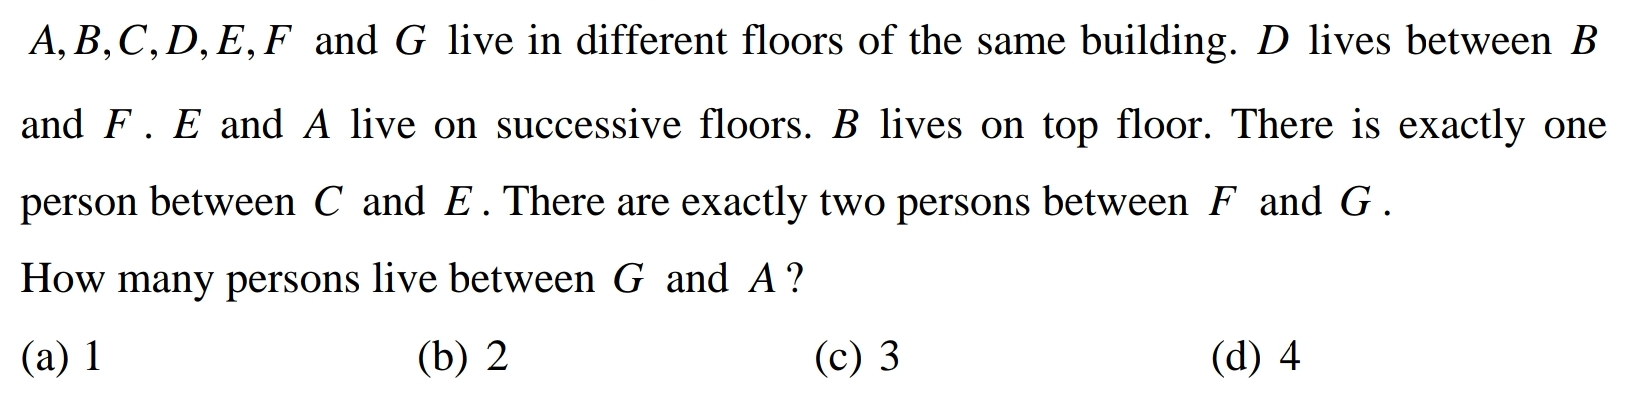 A, B, C, D, E, F and G live in different floors of the same building. D lives between B
and F. E and A live on successive floors. B lives on top floor. There is exactly one
person between C and E. There are exactly two persons between F and G.
How many persons live between G and A?
(a) 1 (b) 2 (c) 3 (d) 4